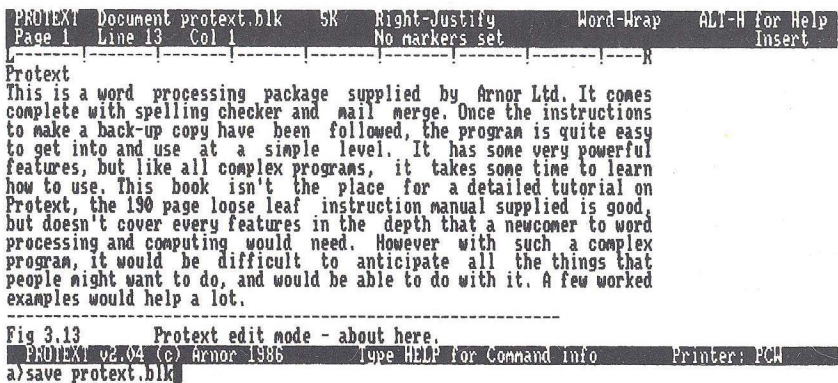 PROTEXT Document protext.blk 5K Right-Justify Word-Wrap ALT-H for Help
Page 1 Line 13 Col 1 No markers set Insert
L-------!-------!-------!-------!-------!-------!-------!-------!----R
Protext
This is a word processing package supplied by Arnor Ltd. It comes
complete with spelling checker and mail merge. Once the instructions
to make a back-up copy have been followed, the program is quite easy
to get into and use at a simple level. It has some very powerful
features, but like all complex programs, it takes some time to learn
how to use. This book isn't the place for a detailed tutorial on
Protext, the 190 page loose leaf instruction manual supplied is good,
but doesn't cover every features in the depth that a newcomer to word
processing and computing would need. However with such a complex
program, it would be difficult to anticipate all the things that
people might want to do, and would be able to do with it. A few worked
examples would help a lot.
Fig 3.13 Protext edit mode - about here.
PROTEXT v2.04 (c) Arnor 1986 Type HELP for Command info Printer: PCW
a>save protext.blk